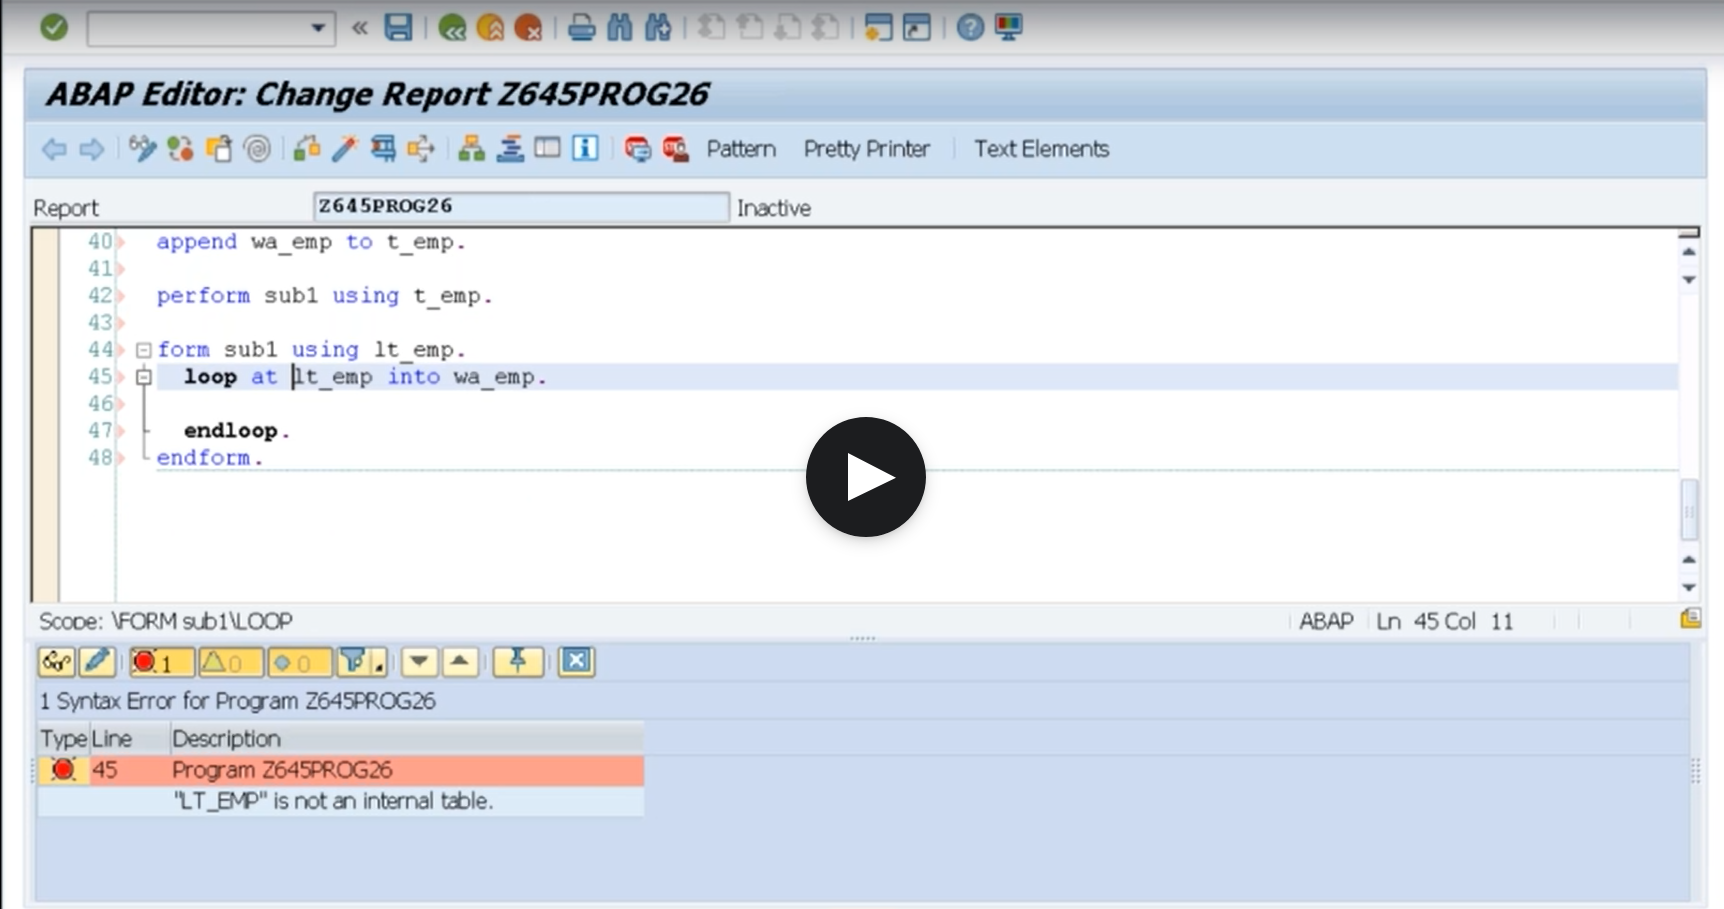 ABAP Editor: Change Report Z645PROG26
Pattern Pretty Printer Text Elements
Report Z645PROG26 Inactive
40 append wa_emp to t_emp.
41
42 perform sub1 using t_emp.
43
44 form sub1 using lt_emp.
45 loop at lt_emp into wa_emp.
46
47 endloop.
48 endform.
Scope: \FORM sub1\LOOP ABAP Ln 45 Col 11
1 0 0
1 Syntax Error for Program Z645PROG26
Type Line Description
45 Program Z645PROG26
"LT_EMP" is not an internal table.